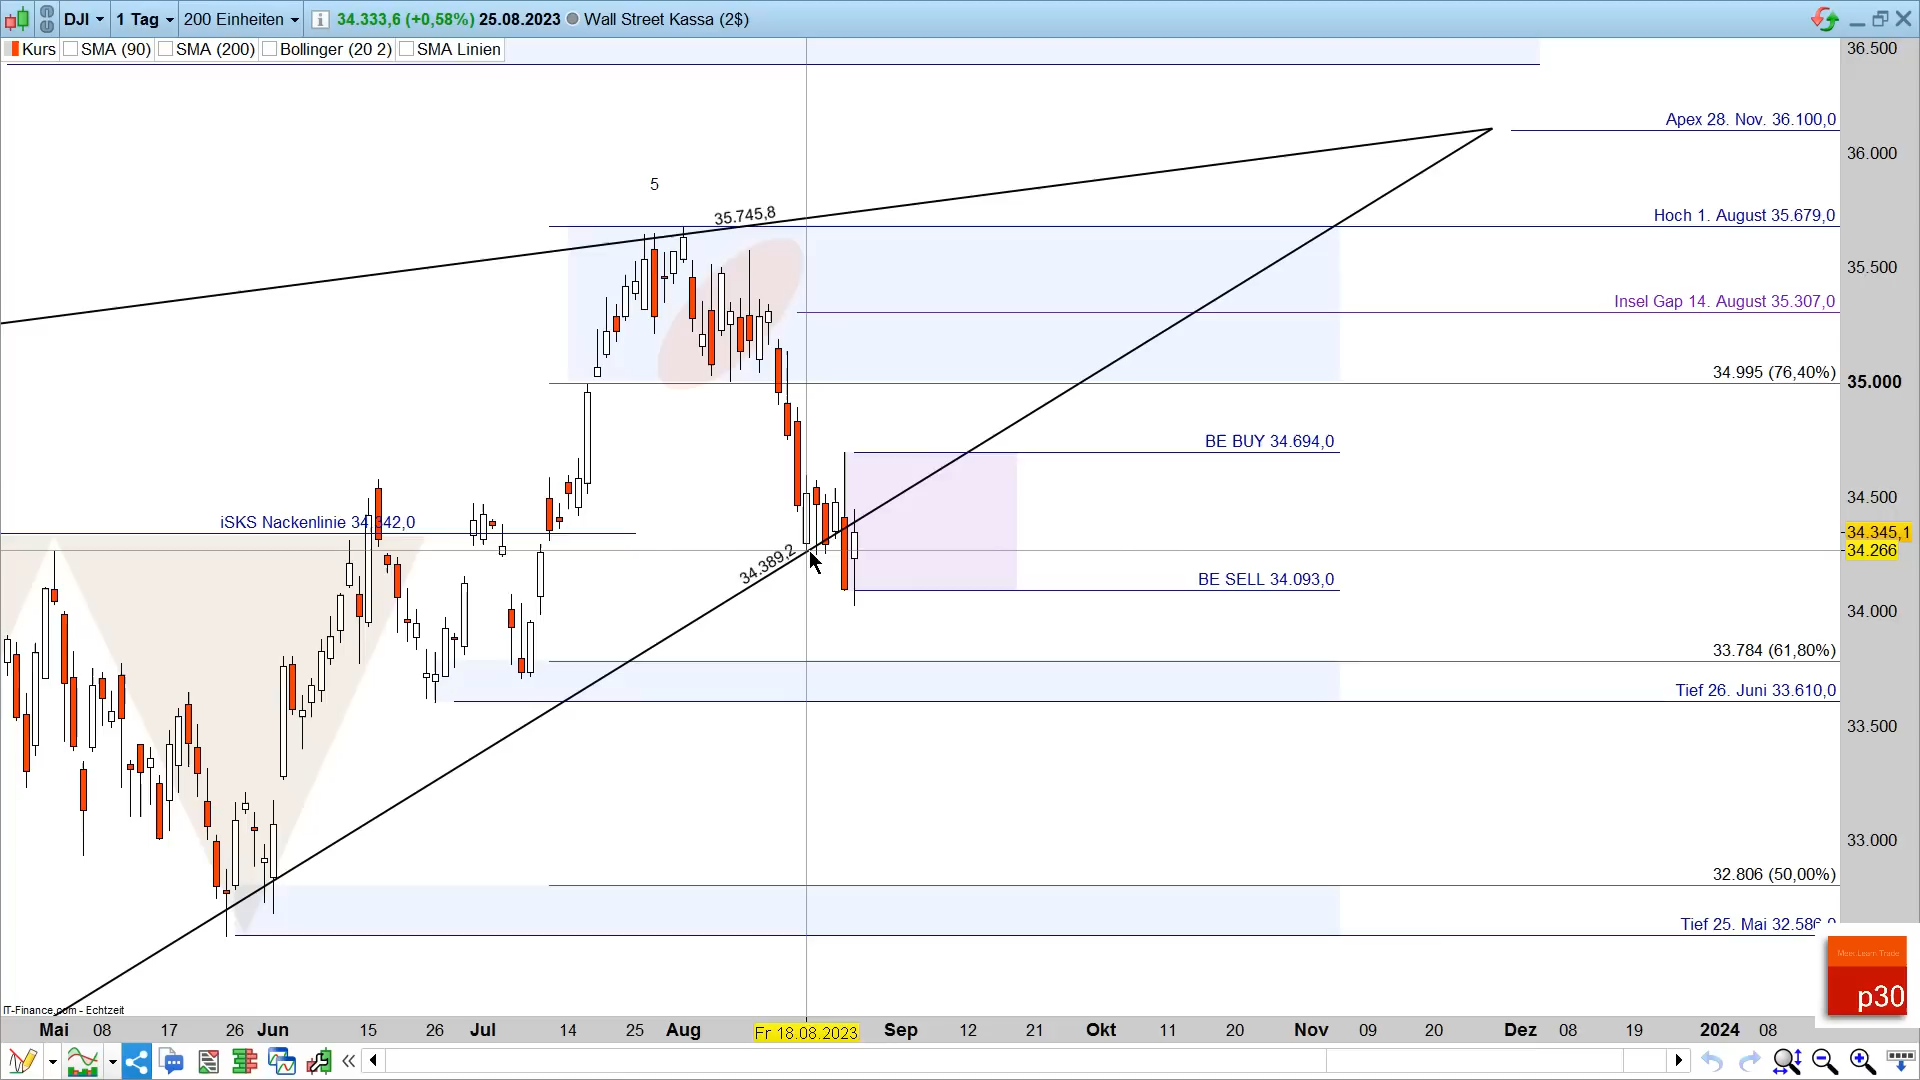 DJI 1 Tag 200 Einheiten 34.333,6 (+0,58%) 25.08.2023 Wall Street Kassa (2$)
Kurs SMA (90) SMA (200) Bollinger (20 2) SMA Linien
36.500
Apex 28. Nov. 36.100,0
36.000
5
35.745,8
Hoch 1. August 35.679,0
35.500
Insel Gap 14. August 35.307,0
34.995 (76,40%)
35.000
BE BUY 34.694,0
34.500
iSKS Nackenlinie 34.342,0
34.345,1
34.266
34.389,2
BE SELL 34.093,0
34.000
33.784 (61,80%)
Tief 26. Juni 33.610,0
33.500
33.000
32.806 (50,00%)
Tief 25. Mai 32.586,0
Mein Learn Trade
p30
IT-Finance.com - Echtzeit
Mai 08 17 26 Jun 15 26 Jul 14 25 Aug Fr 18.08.2023 Sep 12 21 Okt 11 20 Nov 09 20 Dez 08 19 2024 08